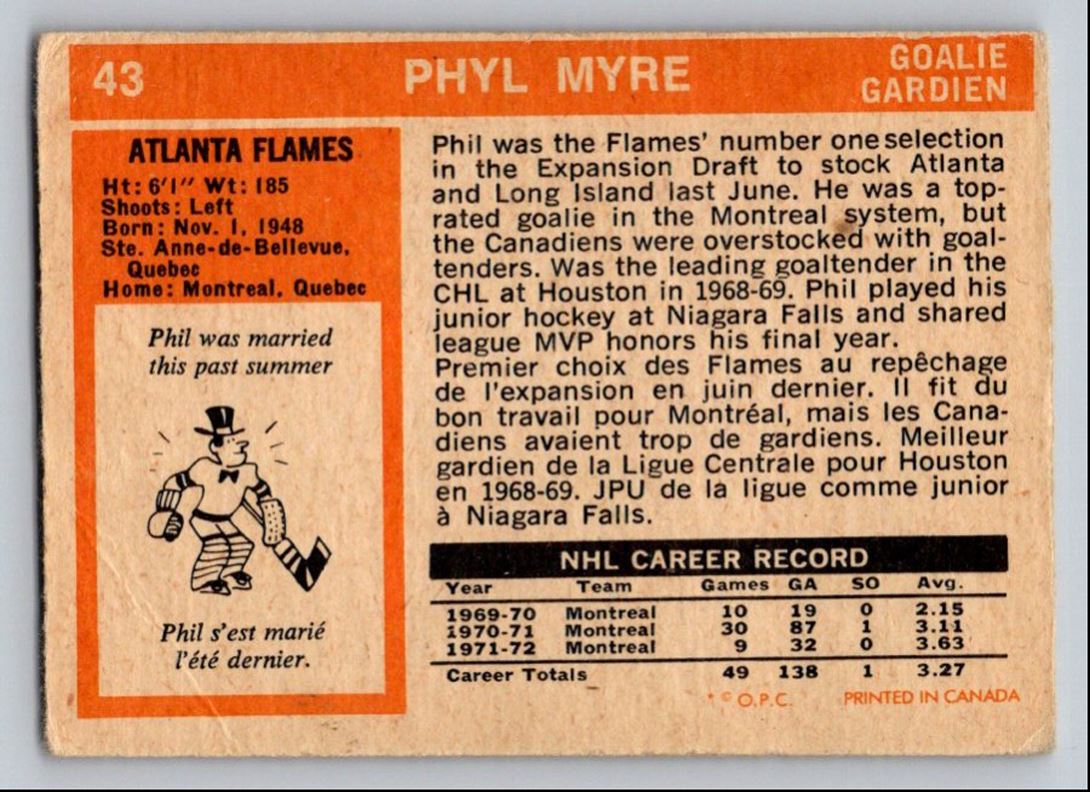 43 PHYL MYRE GOALIE
GARDIEN
ATLANTA FLAMES
Ht: 6'1" Wt: 185
Shoots: Left
Born: Nov. 1, 1948
Ste. Anne-de-Bellevue,
Quebec
Home: Montreal, Quebec
Phil was married
this past summer
Phil s'est marié
l'été dernier.
Phil was the Flames' number one selection
in the Expansion Draft to stock Atlanta
and Long Island last June. He was a top-
rated goalie in the Montreal system, but
the Canadiens were overstocked with goal-
tenders. Was the leading goaltender in the
CHL at Houston in 1968-69. Phil played his
junior hockey at Niagara Falls and shared
league MVP honors his final year.
Premier choix des Flames au repêchage
de l'expansion en juin dernier. Il fit du
bon travail pour Montréal, mais les Cana-
diens avaient trop de gardiens. Meilleur
gardien de la Ligue Centrale pour Houston
en 1968-69. JPU de la ligue comme junior
à Niagara Falls.
NHL CAREER RECORD
Year Team Games GA SO Avg.
1969-70 Montreal 10 19 0 2.15
1970-71 Montreal 30 87 1 3.11
1971-72 Montreal 9 32 0 3.63
Career Totals 49 138 1 3.27
* © O.P.C. PRINTED IN CANADA